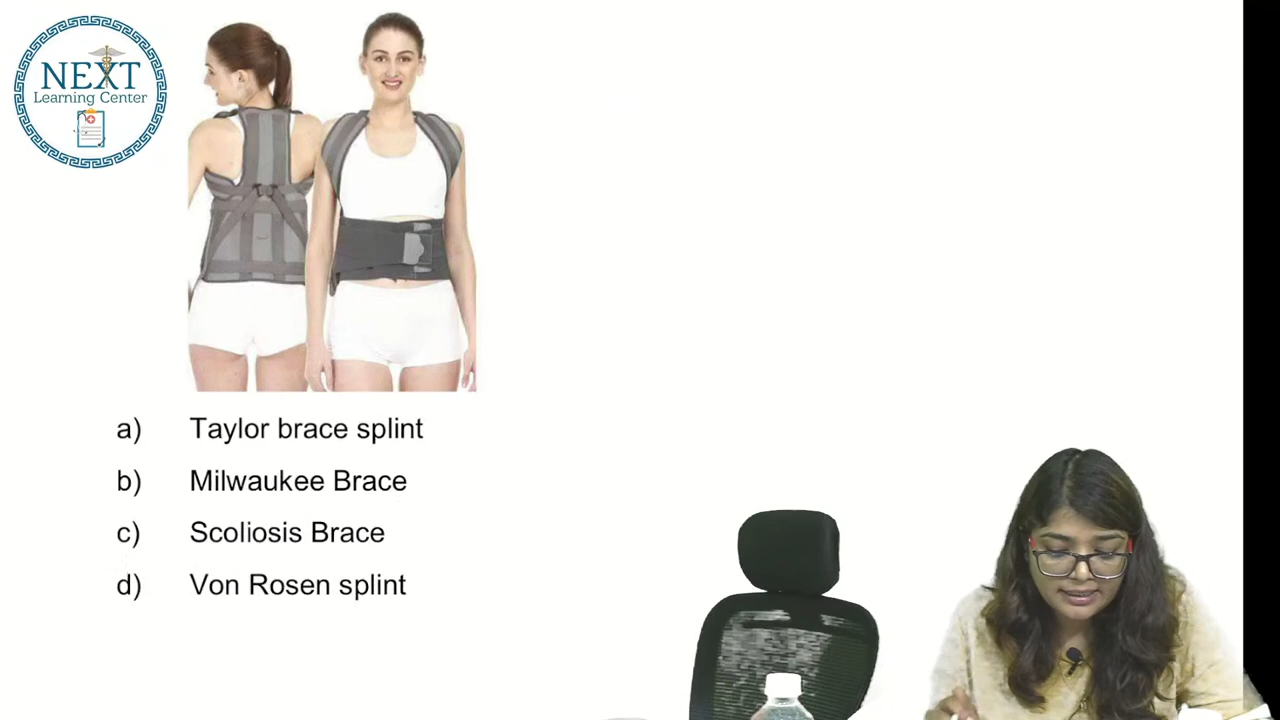 NEXT
Learning Center
a) Taylor brace splint
b) Milwaukee Brace
c) Scoliosis Brace
d) Von Rosen splint